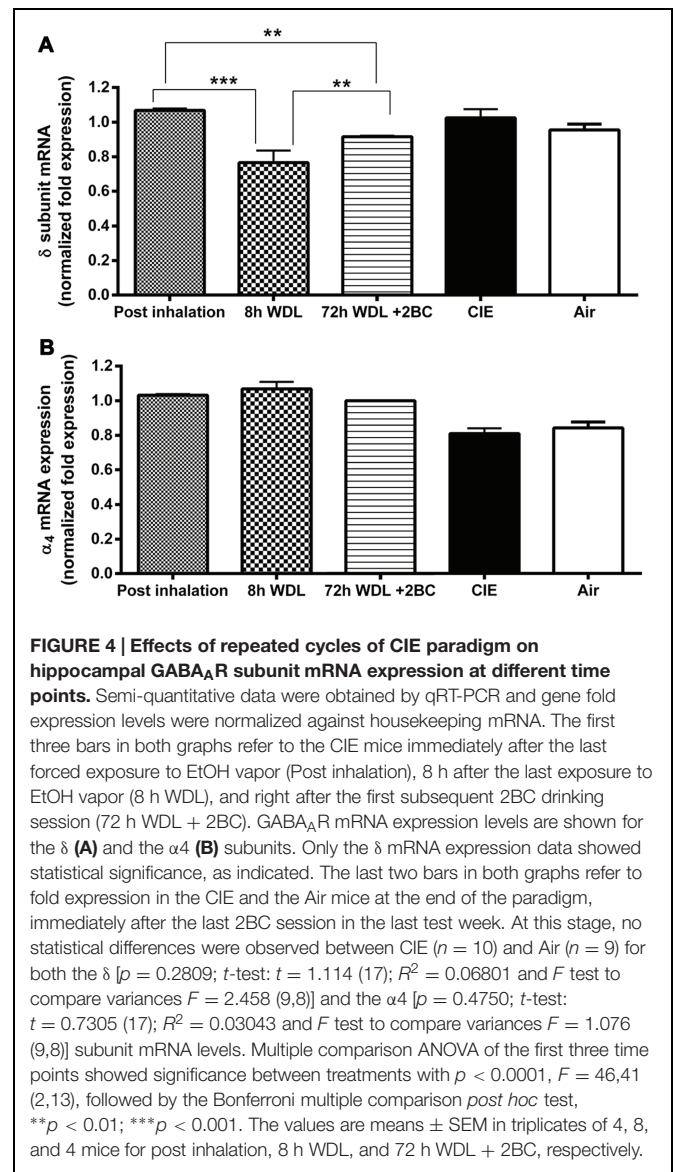 A
**
***
**
δ subunit mRNA
(normalized fold expression)
1.2
1.0
0.8
0.6
0.4
0.2
0.0
Post inhalation 8h WDL 72h WDL +2BC CIE Air
B
α4 mRNA expression
(normalized fold expression)
1.2
1.0
0.8
0.6
0.4
0.2
0.0
Post inhalation 8h WDL 72h WDL +2BC CIE Air
FIGURE 4 | Effects of repeated cycles of CIE paradigm on
hippocampal GABAAR subunit mRNA expression at different time
points. Semi-quantitative data were obtained by qRT-PCR and gene fold
expression levels were normalized against housekeeping mRNA. The first
three bars in both graphs refer to the CIE mice immediately after the last
forced exposure to EtOH vapor (Post inhalation), 8 h after the last exposure to
EtOH vapor (8 h WDL), and right after the first subsequent 2BC drinking
session (72 h WDL + 2BC). GABAAR mRNA expression levels are shown for
the δ (A) and the α4 (B) subunits. Only the δ mRNA expression data showed
statistical significance, as indicated. The last two bars in both graphs refer to
fold expression in the CIE and the Air mice at the end of the paradigm,
immediately after the last 2BC session in the last test week. At this stage, no
statistical differences were observed between CIE (n = 10) and Air (n = 9) for
both the δ [p = 0.2809; t-test: t = 1.114 (17); R2 = 0.06801 and F test to
compare variances F = 2.458 (9,8)] and the α4 [p = 0.4750; t-test:
t = 0.7305 (17); R2 = 0.03043 and F test to compare variances F = 1.076
(9,8)] subunit mRNA levels. Multiple comparison ANOVA of the first three time
points showed significance between treatments with p < 0.0001, F = 46,41
(2,13), followed by the Bonferroni multiple comparison post hoc test,
**p < 0.01; ***p < 0.001. The values are means ± SEM in triplicates of 4, 8,
and 4 mice for post inhalation, 8 h WDL, and 72 h WDL + 2BC, respectively.